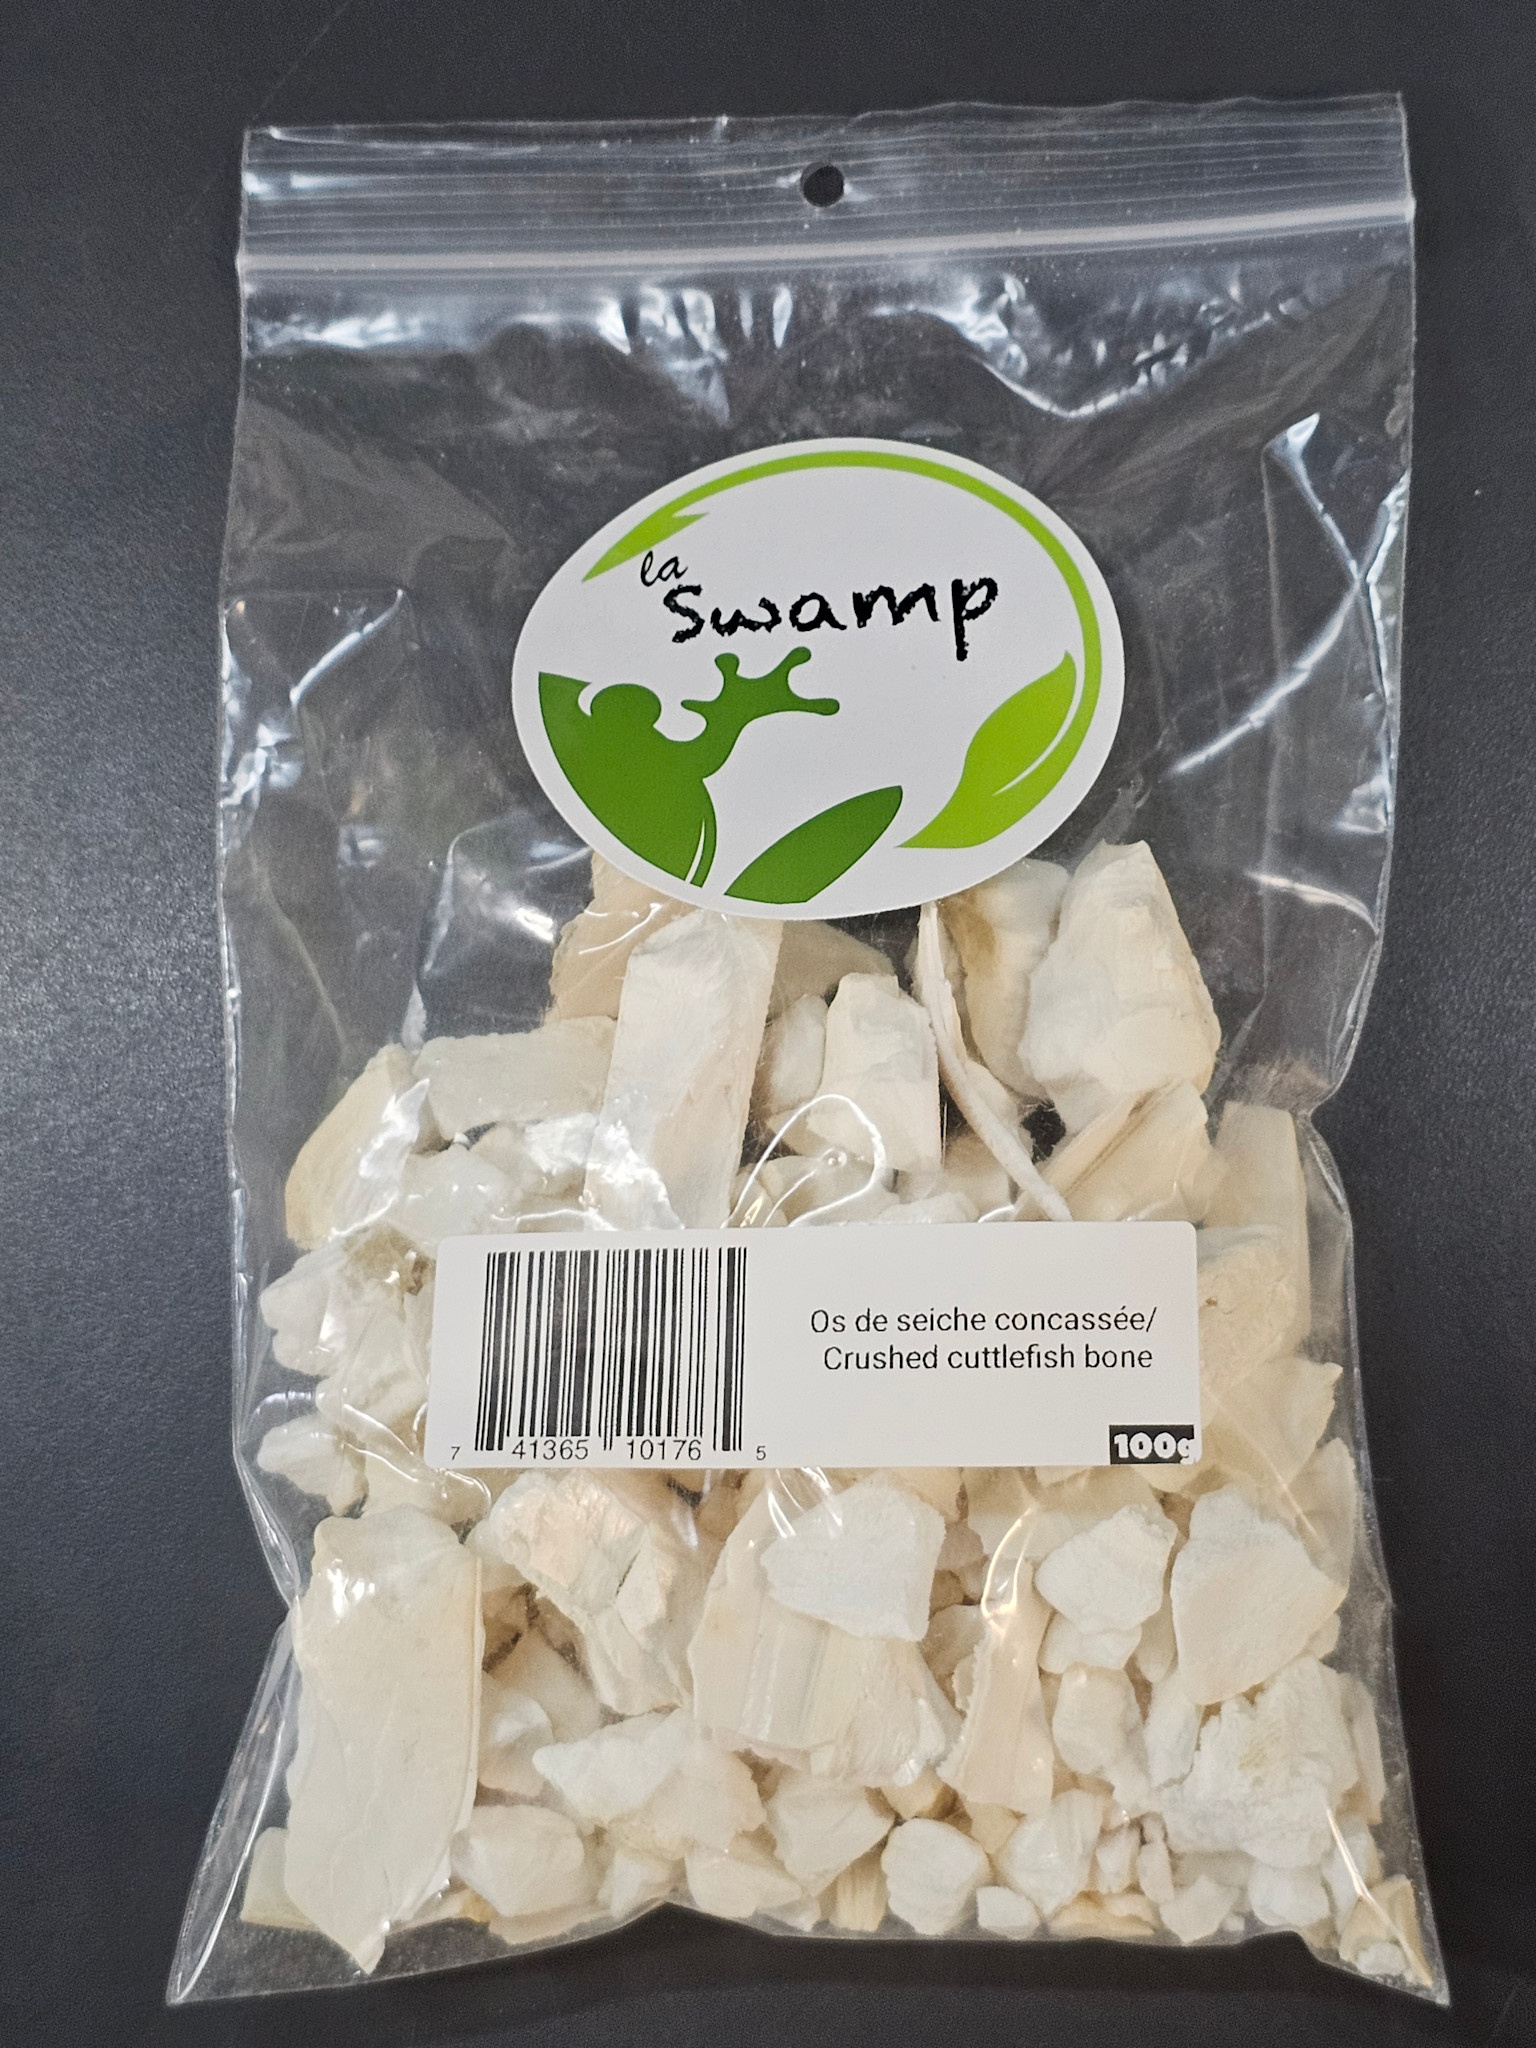 la
Swamp
Os de seiche concassée/
Crushed cuttlefish bone
100g
7 41365 10176 5